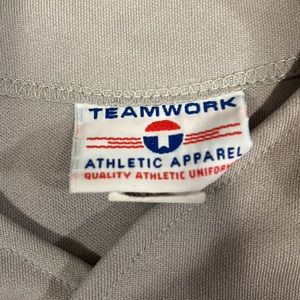 TEAMWORK
T
ATHLETIC APPAREL
QUALITY ATHLETIC UNIFORM